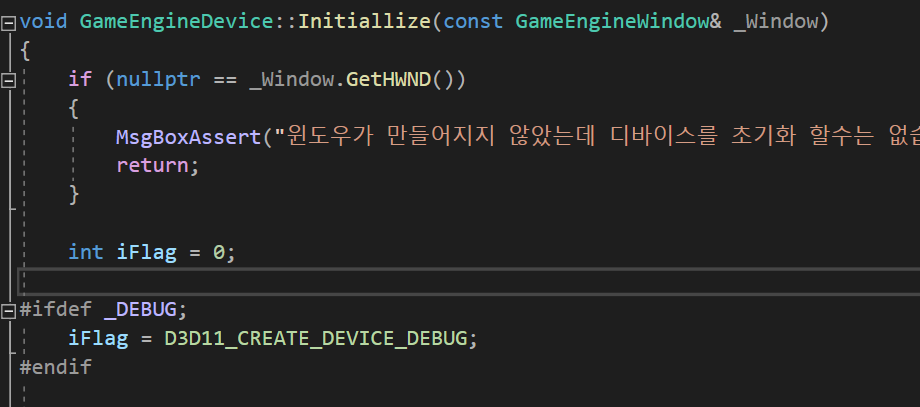 void GameEngineDevice::Initiallize(const GameEngineWindow& _Window)
{
if (nullptr == _Window.GetHWND())
{
MsgBoxAssert("윈도우가 만들어지지 않았는데 디바이스를 초기화 할수는 없
return;
}
int iFlag = 0;
#ifdef _DEBUG;
iFlag = D3D11_CREATE_DEVICE_DEBUG;
#endif